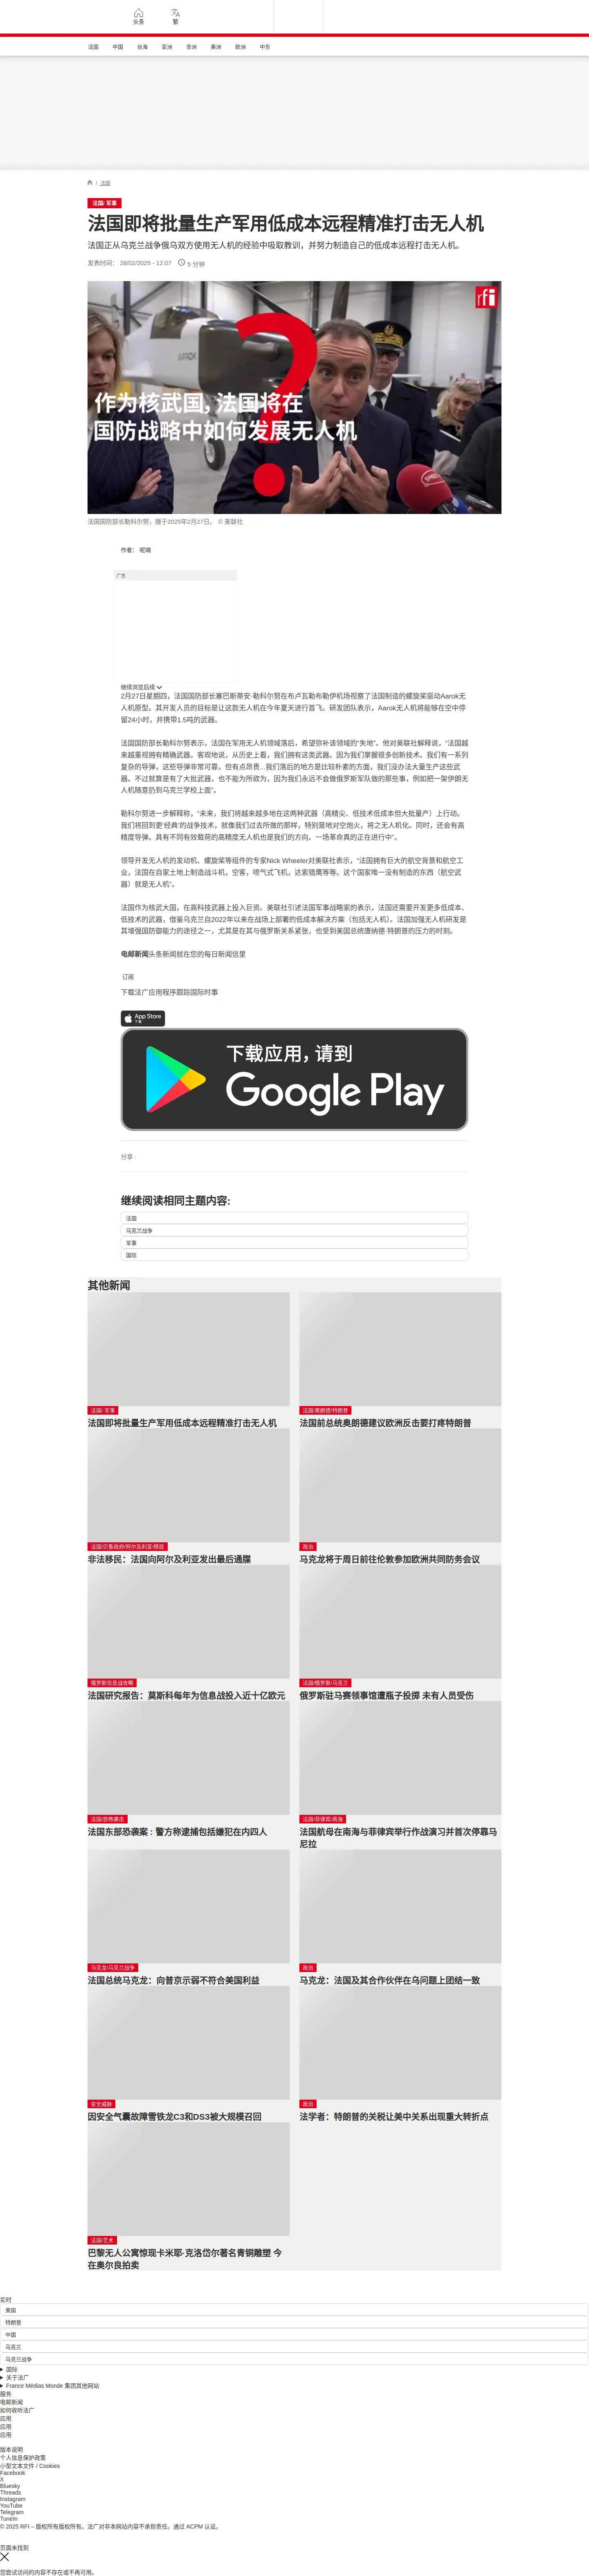 头条
繁
法国
中国
台海
亚洲
非洲
美洲
欧洲
中东
/ 法国
法国/ 军事
法国即将批量生产军用低成本远程精准打击无人机
法国正从乌克兰战争俄乌双方使用无人机的经验中吸取教训，并努力制造自己的低成本远程打击无人机。
发表时间： 28/02/2025 - 12:07
5 分钟
rfi
?
作为核武国，法国将在
国防战略中如何发展无人机
法国国防部长勒科尔努，摄于2025年2月27日。 © 美联社
作者： 呢喃
广告
继续浏览后续
2月27日星期四，法国国防部长塞巴斯蒂安·勒科尔努在布卢瓦勒布勒伊机场视察了法国制造的螺旋桨驱动Aarok无
人机原型。其开发人员的目标是让这款无人机在今年夏天进行首飞。研发团队表示，Aarok无人机将能够在空中停
留24小时，并携带1.5吨的武器。
法国国防部长勒科尔努表示，法国在军用无人机领域落后，希望弥补该领域的“失地”。他对美联社解释说，“法国越
来越重视拥有精确武器。客观地说，从历史上看，我们拥有这类武器。因为我们掌握很多创新技术。我们有一系列
复杂的导弹，这些导弹非常可靠，但有点昂贵...我们落后的地方是比较朴素的方面，我们没办法大量生产这些武
器。不过就算是有了大批武器，也不能为所欲为，因为我们永远不会做俄罗斯军队做的那些事，例如把一架伊朗无
人机随意扔到乌克兰学校上面”。
勒科尔努进一步解释称，“未来，我们将越来越多地在这两种武器（高精尖、低技术低成本但大批量产）上行动。
我们将回到更‘经典’的战争技术，就像我们过去所做的那样，特别是地对空炮火，将之无人机化。同时，还会有高
精度导弹。具有不同有效载荷的高精度无人机也是我们的方向。一场革命真的正在进行中”。
领导开发无人机的发动机、螺旋桨等组件的专家Nick Wheeler对美联社表示，“法国拥有巨大的航空背景和航空工
业，法国在自家土地上制造战斗机，空客，喷气式飞机，达索猎鹰等等。这个国家唯一没有制造的东西（航空武
器）就是无人机”。
法国作为核武大国，在高科技武器上投入巨资。美联社引述法国军事战略家的表示，法国还需要开发更多低成本、
低技术的武器，借鉴乌克兰自2022年以来在战场上部署的低成本解决方案（包括无人机）。法国加强无人机研发是
其增强国防御能力的途径之一，尤其是在其与俄罗斯关系紧张，也受到美国总统唐纳德·特朗普的压力的时刻。
电邮新闻头条新闻就在您的每日新闻信里
订阅
下载法广应用程序跟踪国际时事
App Store
下载
下载应用，请到
Google Play
分享 :
继续阅读相同主题内容:
法国
乌克兰战争
军事
国际
其他新闻
法国/ 军事
法国即将批量生产军用低成本远程精准打击无人机
法国/奥朗德/特朗普
法国前总统奥朗德建议欧洲反击要打疼特朗普
法国/贝鲁政府/阿尔及利亚/移民
非法移民：法国向阿尔及利亚发出最后通牒
政治
马克龙将于周日前往伦敦参加欧洲共同防务会议
俄罗斯信息战攻略
法国研究报告：莫斯科每年为信息战投入近十亿欧元
法国/俄罗斯/乌克兰
俄罗斯驻马赛领事馆遭瓶子投掷 未有人员受伤
法国/恐怖袭击
法国东部恐袭案 : 警方称逮捕包括嫌犯在内四人
法国/菲律宾/南海
法国航母在南海与菲律宾举行作战演习并首次停靠马
尼拉
马克龙/乌克兰战争
法国总统马克龙：向普京示弱不符合美国利益
政治
马克龙：法国及其合作伙伴在乌问题上团结一致
安全威胁
因安全气囊故障雪铁龙C3和DS3被大规模召回
政治
法学者：特朗普的关税让美中关系出现重大转折点
法国/艺术
巴黎无人公寓惊现卡米耶·克洛岱尔著名青铜雕塑 今
在奥尔良拍卖
实时
美国
特朗普
中国
乌克兰
乌克兰战争
国际
关于法广
France Médias Monde 集团其他网站
服务
电邮新闻
如何收听法广
应用
应用
应用
版本说明
个人信息保护政策
小型文本文件 / Cookies
Facebook
X
Bluesky
Threads
Instagram
YouTube
Telegram
TuneIn
© 2025 RFI – 版权所有版权所有。法广对非本网站内容不承担责任。通过 ACPM 认证。
页面未找到
您尝试访问的内容不存在或不再可用。